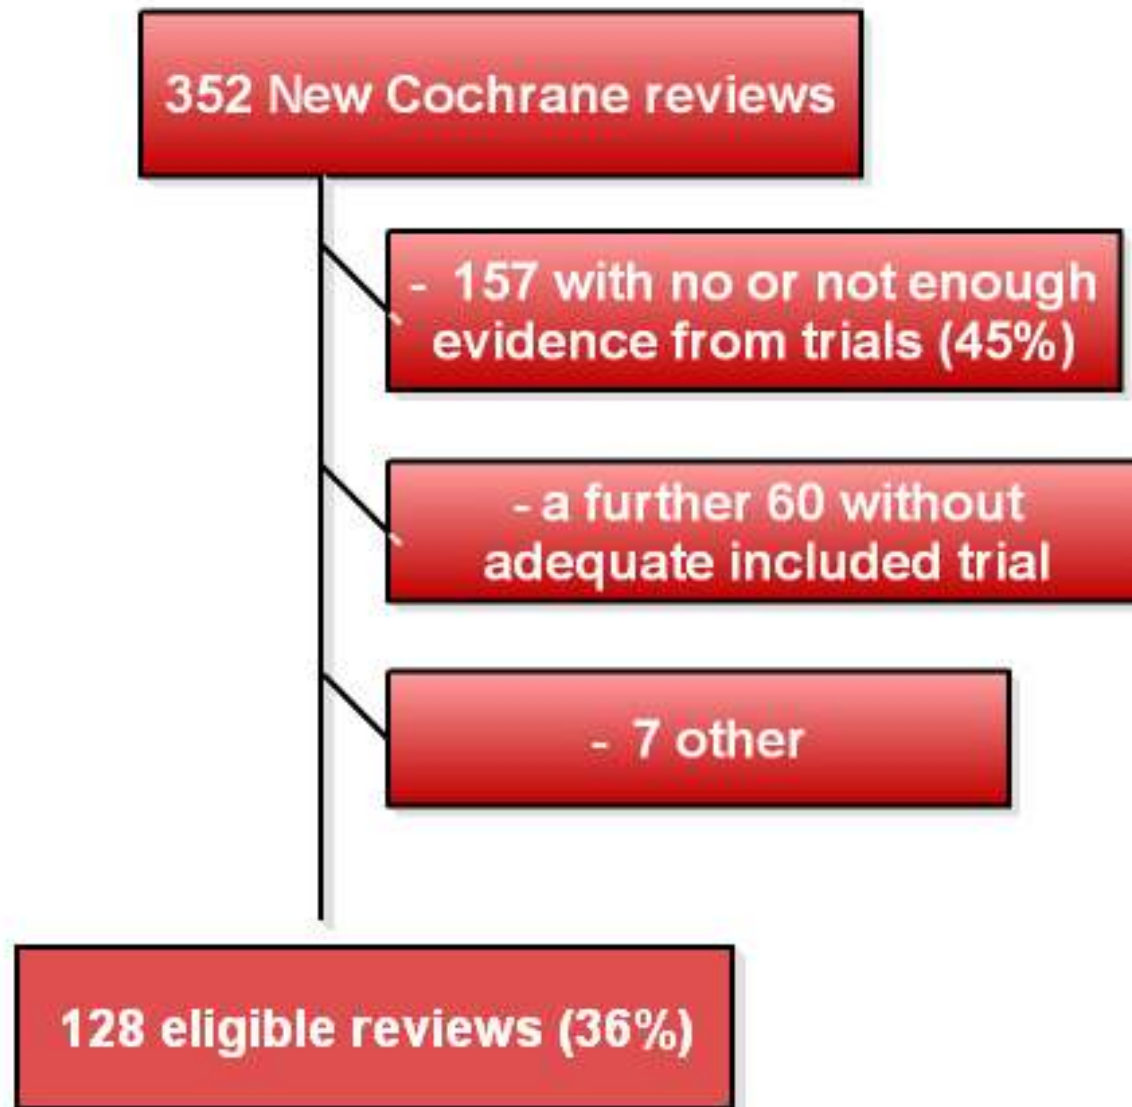 352 New Cochrane reviews
- 157 with no or not enough
evidence from trials (45%)
- a further 60 without
adequate included trial
- 7 other
128 eligible reviews (36%)